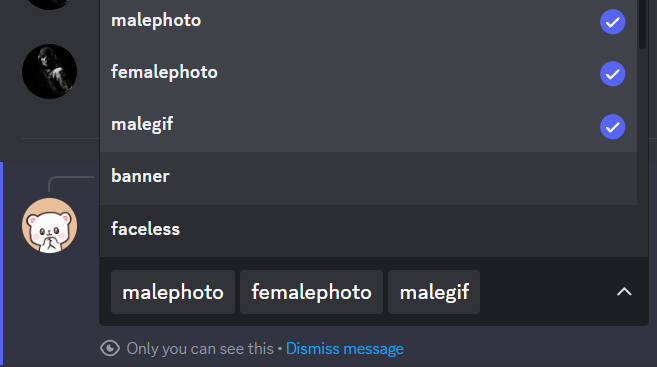 malephoto
femalephoto
malegif
banner
faceless
malephoto femalephoto malegif
Only you can see this • Dismiss message